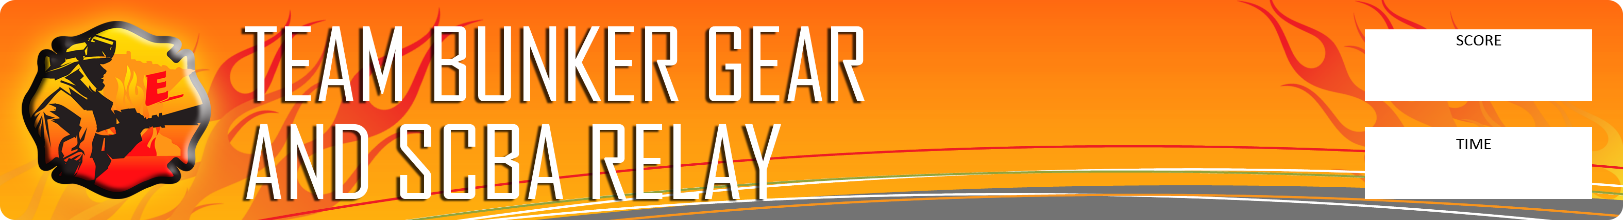 TEAM BUNKER GEAR
AND SCBA RELAY
E
SCORE
TIME